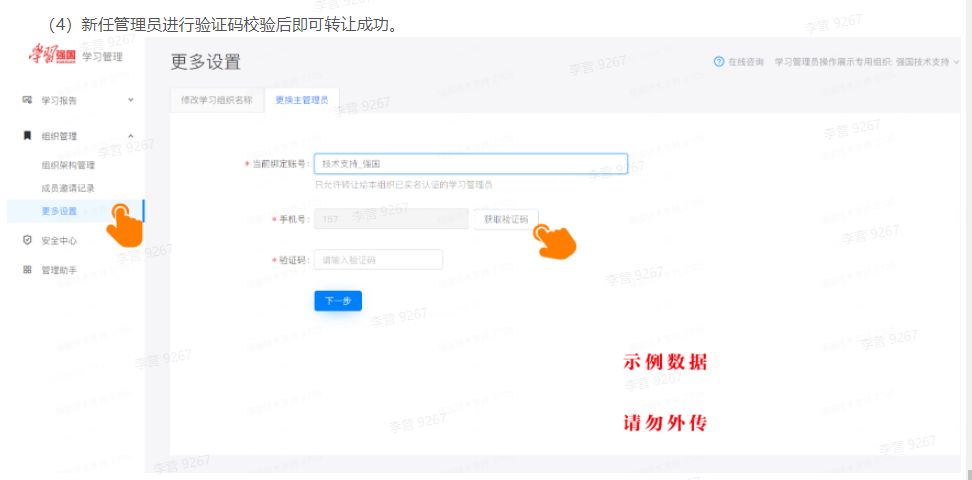 （4）新任管理员进行验证码校验后即可转让成功。
学习强国 学习管理
更多设置
在线咨询 学习管理员操作展示专用组织: 强国技术支持
学习报告
修改学习组织名称 更换主管理员
组织管理
组织架构管理
成员邀请记录
更多设置
安全中心
管理助手
* 当前绑定账号: 技术支持_强国
只允许转让给本组织已实名认证的学习管理员
* 手机号: 157 获取验证码
* 验证码: 请输入验证码
下一步
示例数据
请勿外传
李营 9267